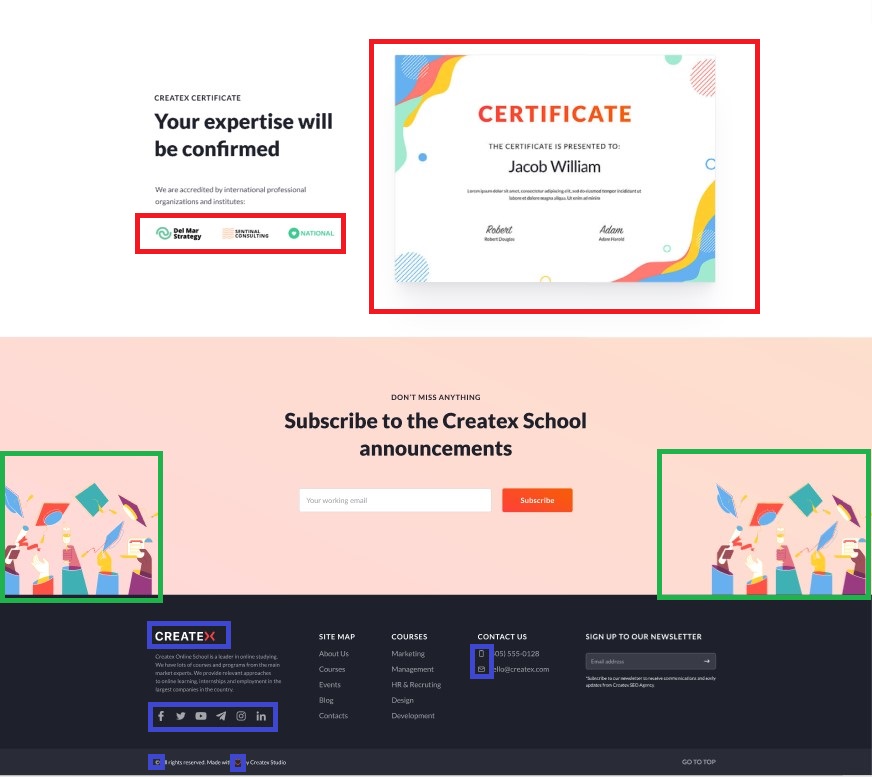 CREATEX CERTIFICATE
Your expertise will
be confirmed
We are accredited by international professional
organizations and institutes:
Del Mar
Strategy
SENTINAL
CONSULTING
NATIONAL
CERTIFICATE
THE CERTIFICATE IS PRESENTED TO:
Jacob William
Lorem ipsum dolor sit amet, consectetur adipiscing elit, sed do eiusmod tempor incididunt ut
labore et dolore magna aliqua. Ut enim ad minim
Robert
Robert Douglas
Adam
Adam Harold
DON'T MISS ANYTHING
Subscribe to the Createx School
announcements
Your working email
Subscribe
CREATEX
Createx Online School is a leader in online studying.
We have lots of courses and programs from the main
market experts. We provide relevant approaches
to online learning, internships and employment in the
largest companies in the country.
SITE MAP
About Us
Courses
Events
Blog
Contacts
COURSES
Marketing
Management
HR & Recruting
Design
Development
CONTACT US
05) 555-0128
ello@createx.com
SIGN UP TO OUR NEWSLETTER
Email address →
*Subscribe to our newsletter to receive communications and early
updates from Createx SEO Agency.
© ll rights reserved. Made with y Createx Studio
GO TO TOP